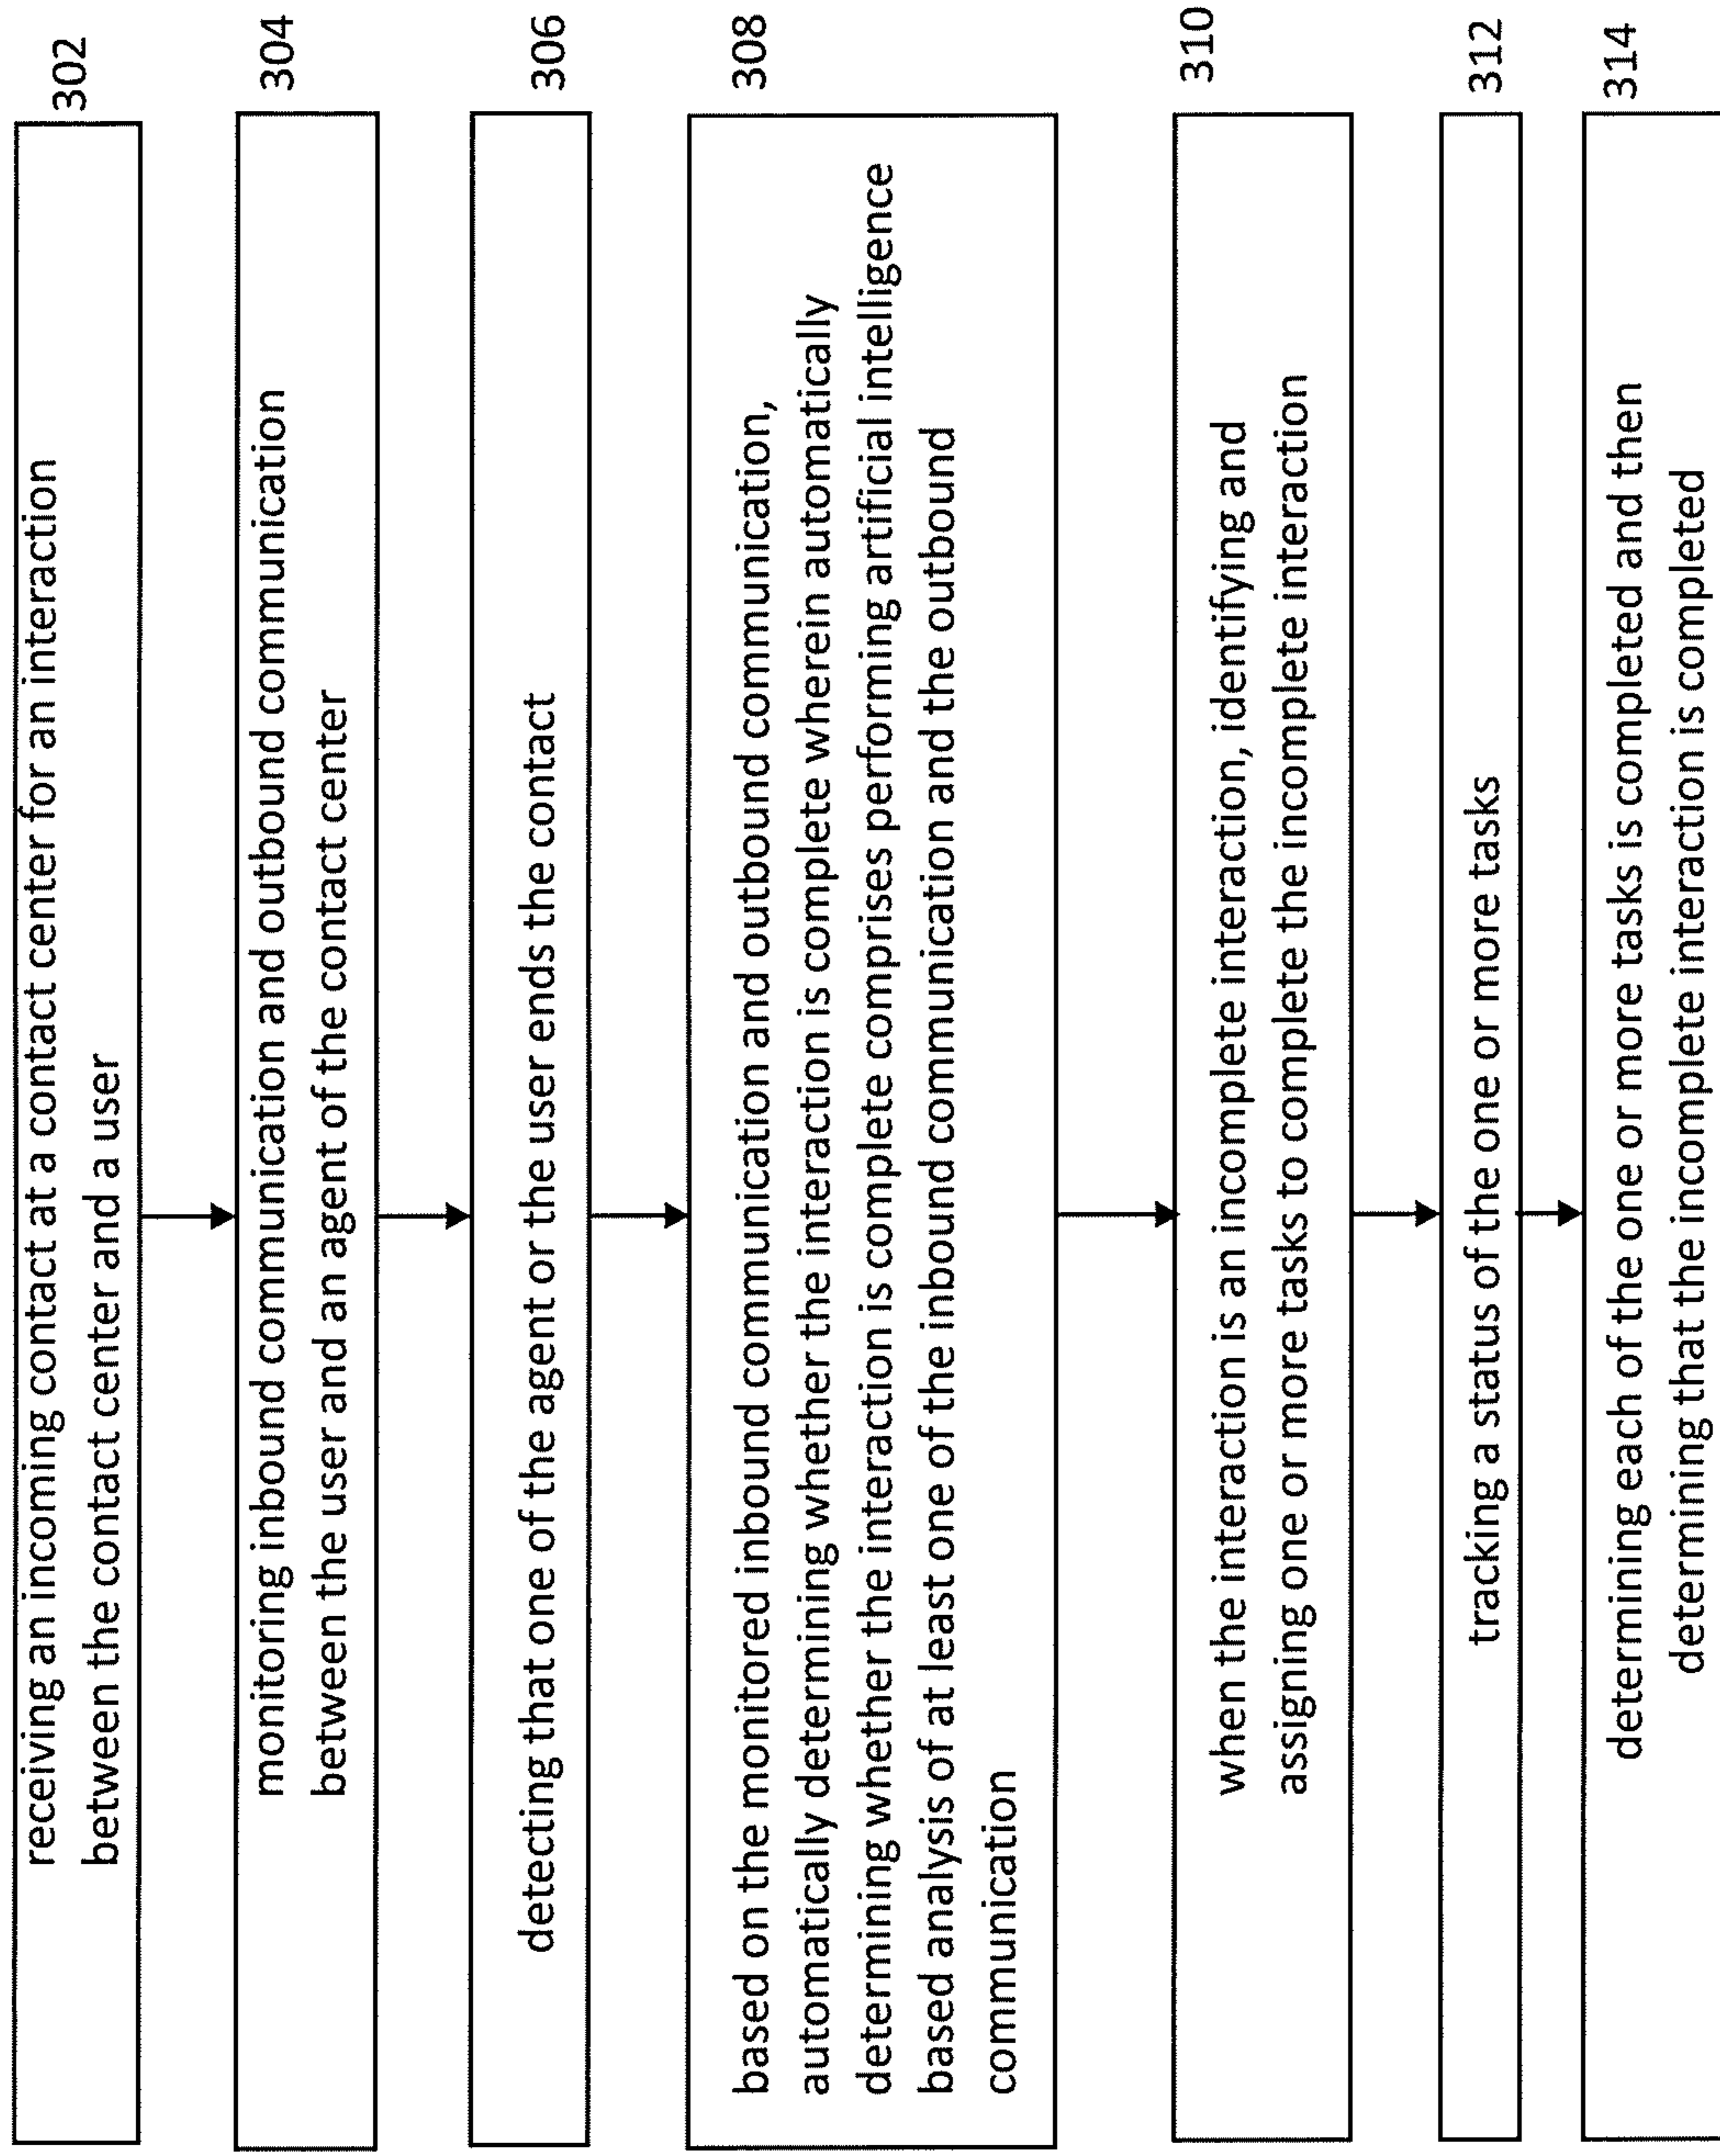 receiving an incoming contact at a contact center for an interaction
between the contact center and a user
302
monitoring inbound communication and outbound communication
between the user and an agent of the contact center
304
detecting that one of the agent or the user ends the contact
306
based on the monitored inbound communication and outbound communication,
automatically determining whether the interaction is complete wherein automatically
determining whether the interaction is complete comprises performing artificial intelligence
based analysis of at least one of the inbound communication and the outbound
communication
308
when the interaction is an incomplete interaction, identifying and
assigning one or more tasks to complete the incomplete interaction
310
tracking a status of the one or more tasks
312
determining each of the one or more tasks is completed and then
determining that the incomplete interaction is completed
314